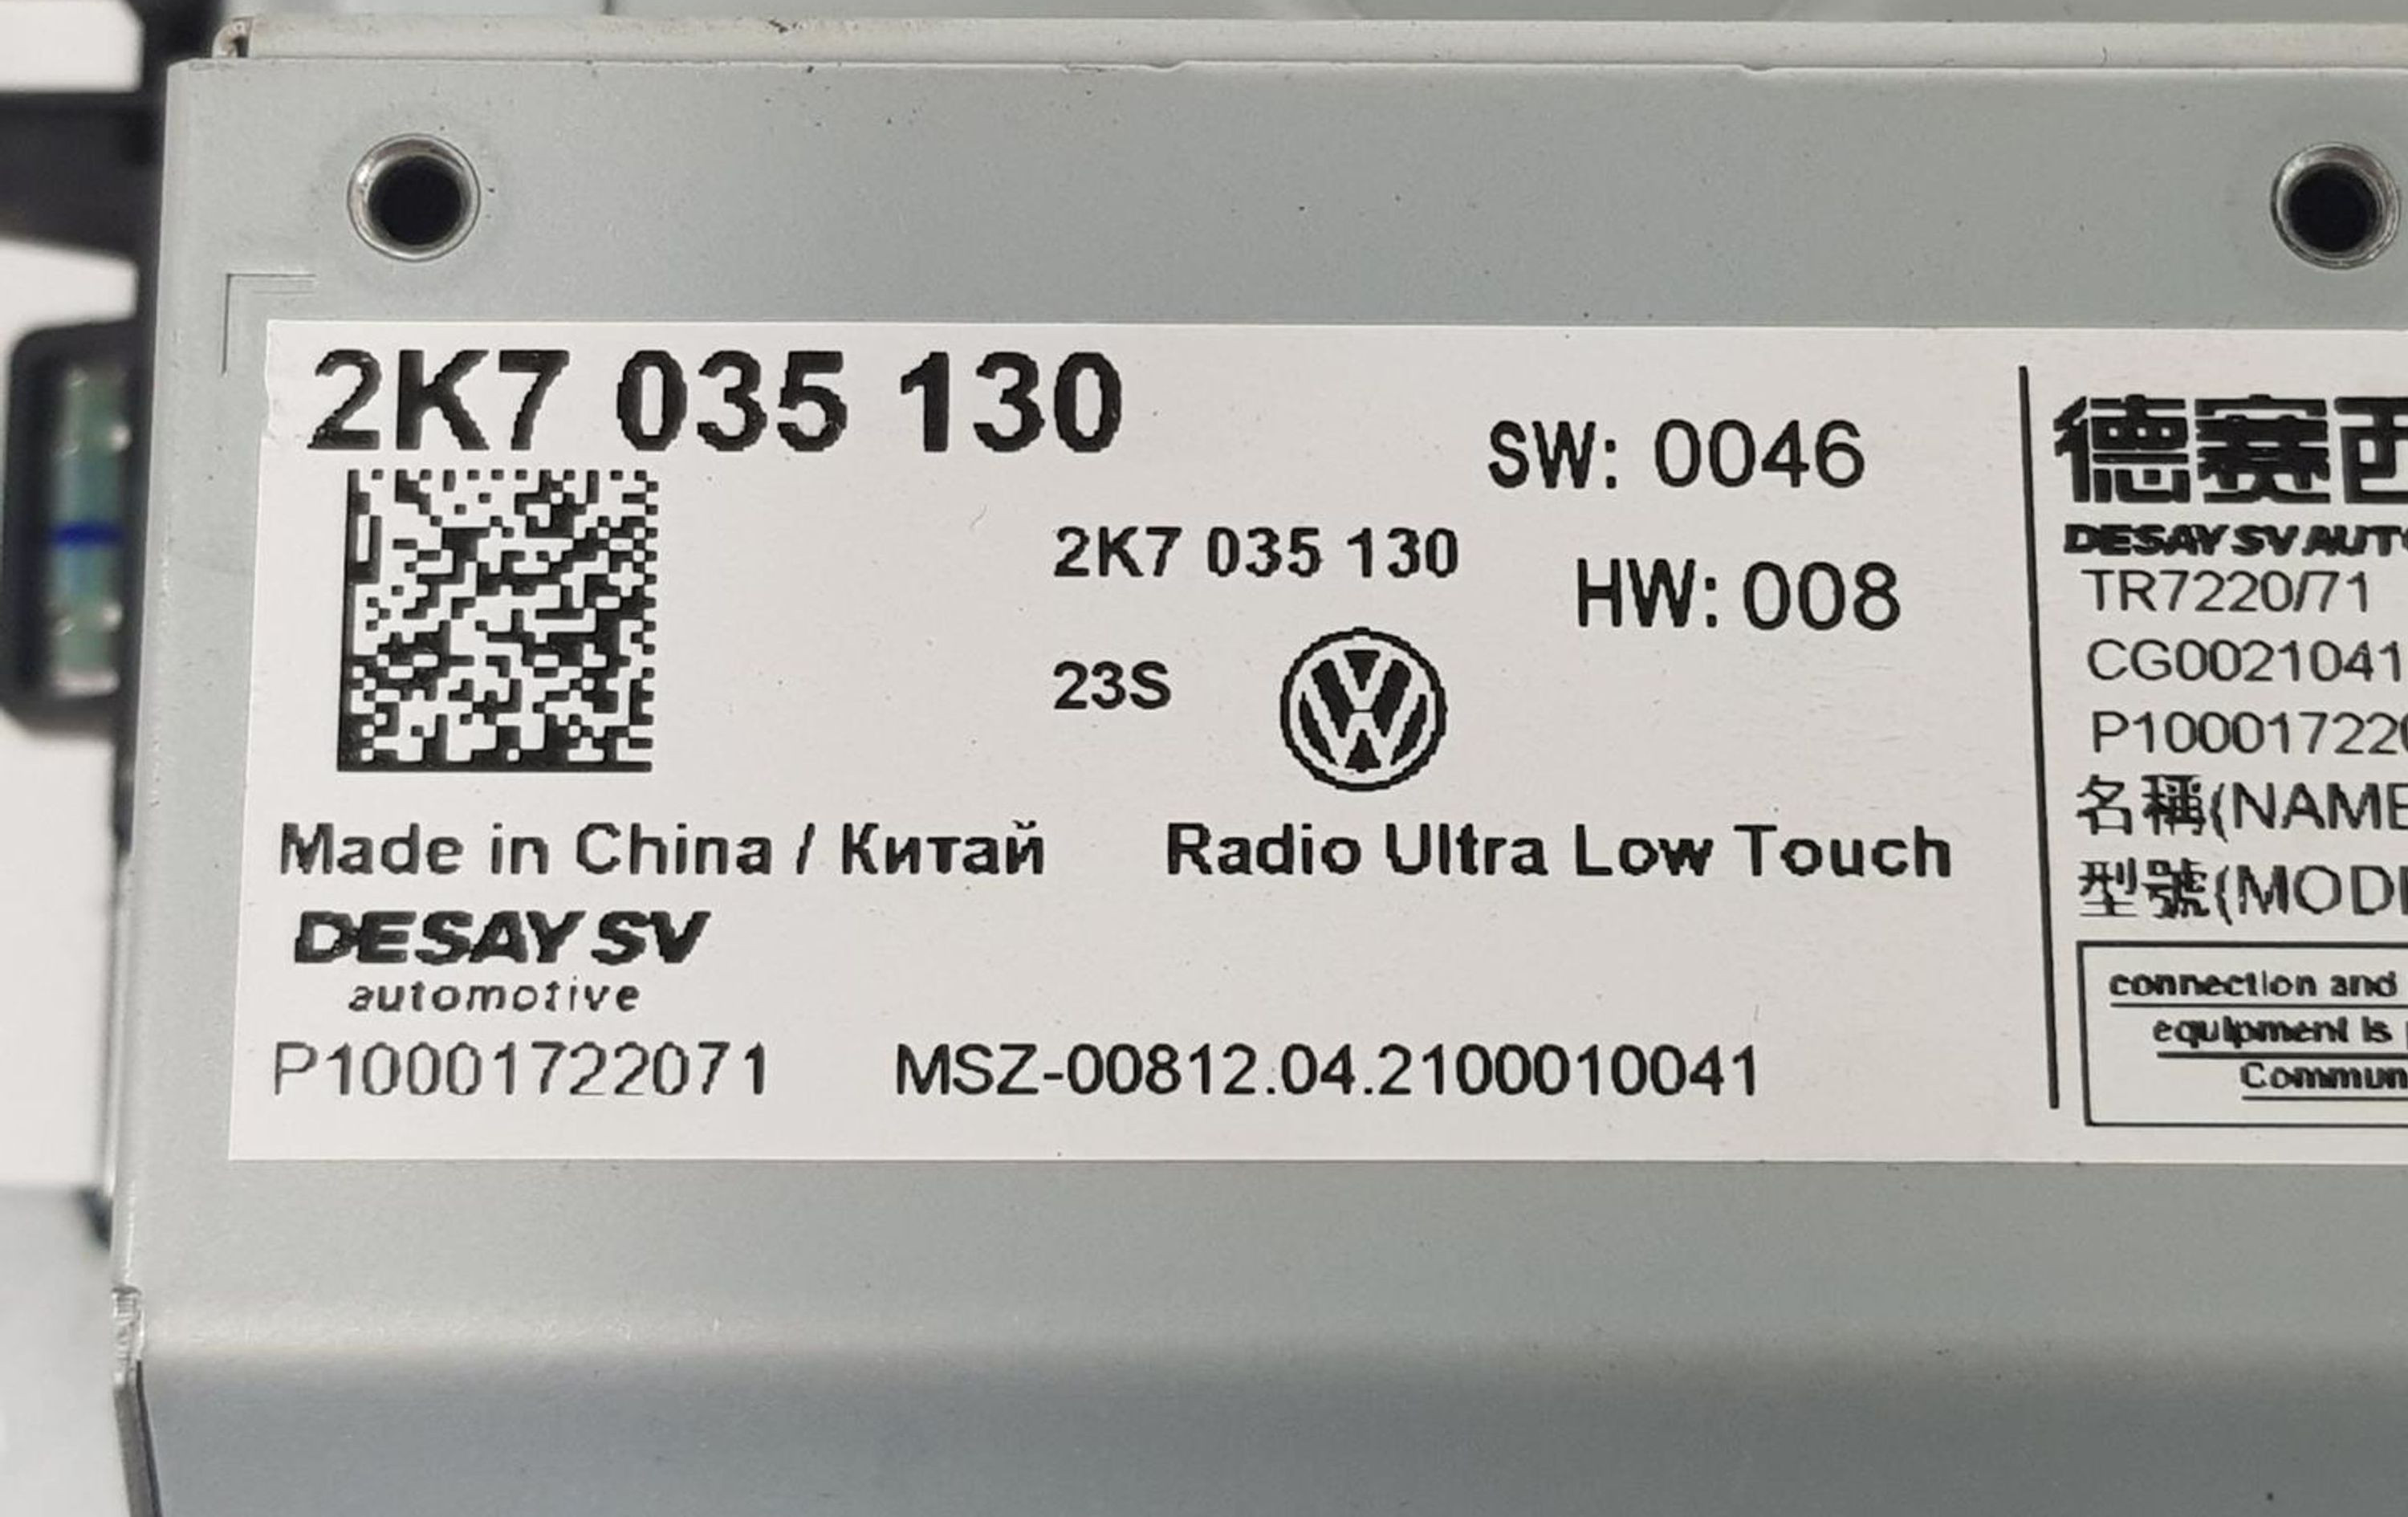 2K7 035 130
SW: 0046
2K7 035 130
HW: 008
23S
Made in China / Китай
Radio Ultra Low Touch
DESAY SV
automotive
P10001722071
MSZ-00812.04.2100010041
德赛西
DESAY SV AUTO
TR7220/71
CG0021041
P100017220
名稱(NAME
型號(MODE
connection and
equipment is
Commun